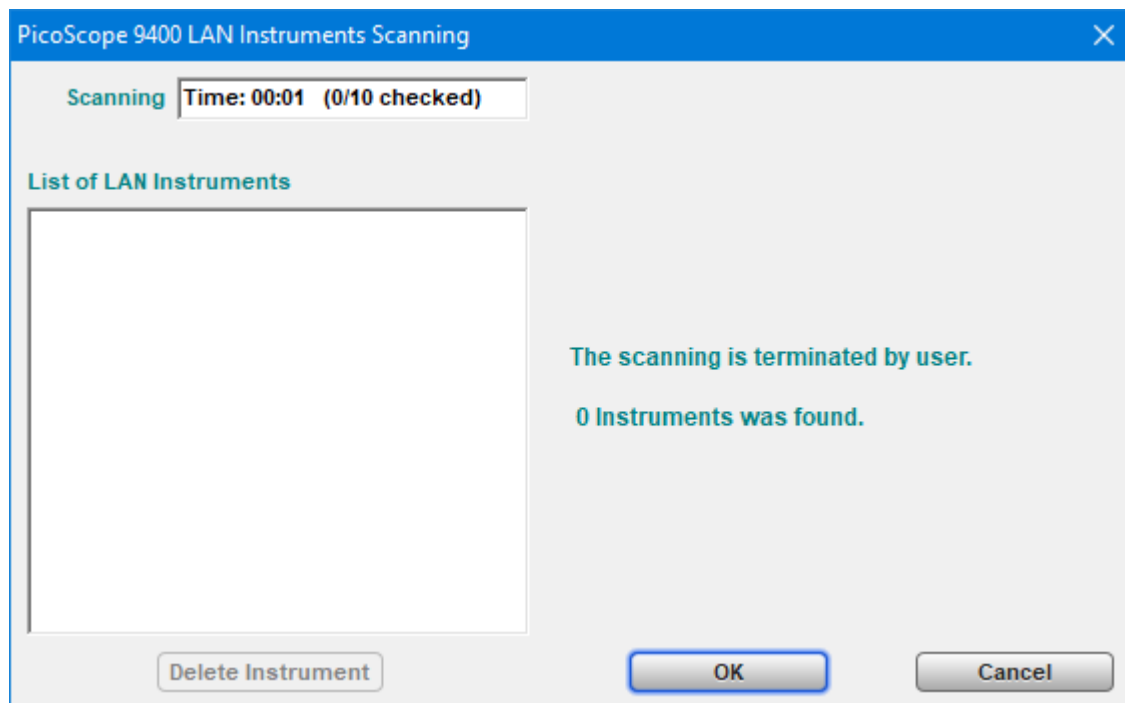 PicoScope 9400 LAN Instruments Scanning
Scanning Time: 00:01 (0/10 checked)
List of LAN Instruments
The scanning is terminated by user.
0 Instruments was found.
Delete Instrument OK Cancel